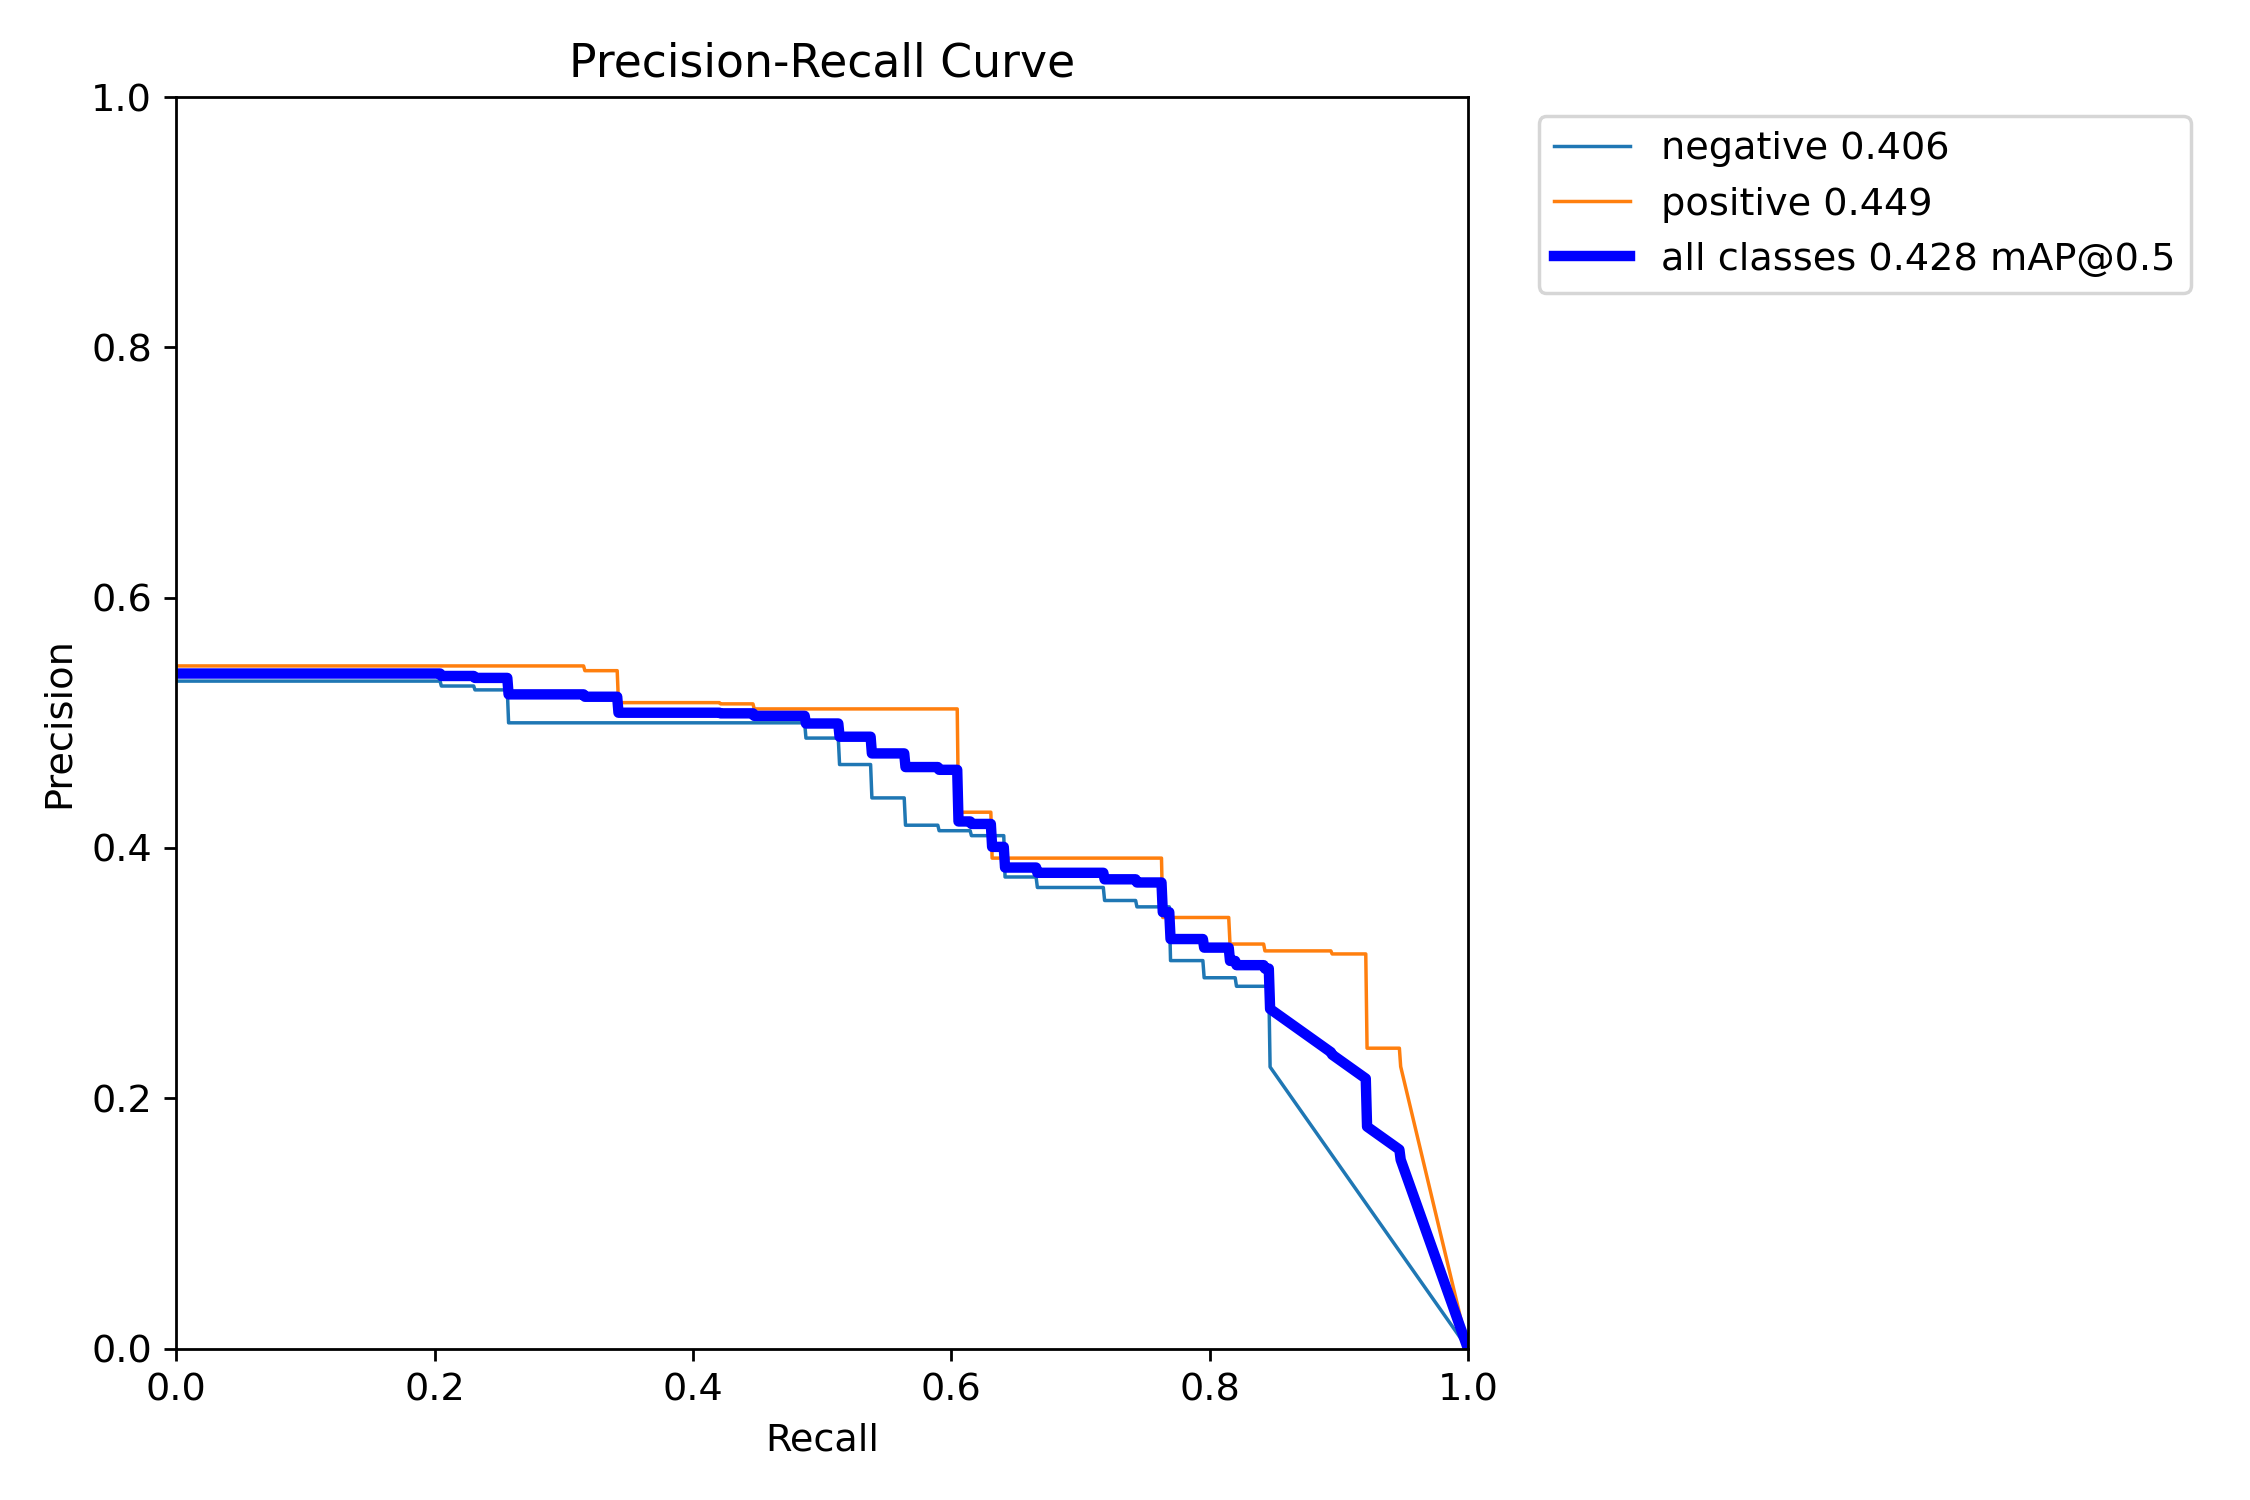 Precision-Recall Curve
1.0
0.8
0.6
0.4
0.2
0.0
Precision
0.0 0.2 0.4 0.6 0.8 1.0
Recall
negative 0.406
positive 0.449
all classes 0.428 mAP@0.5